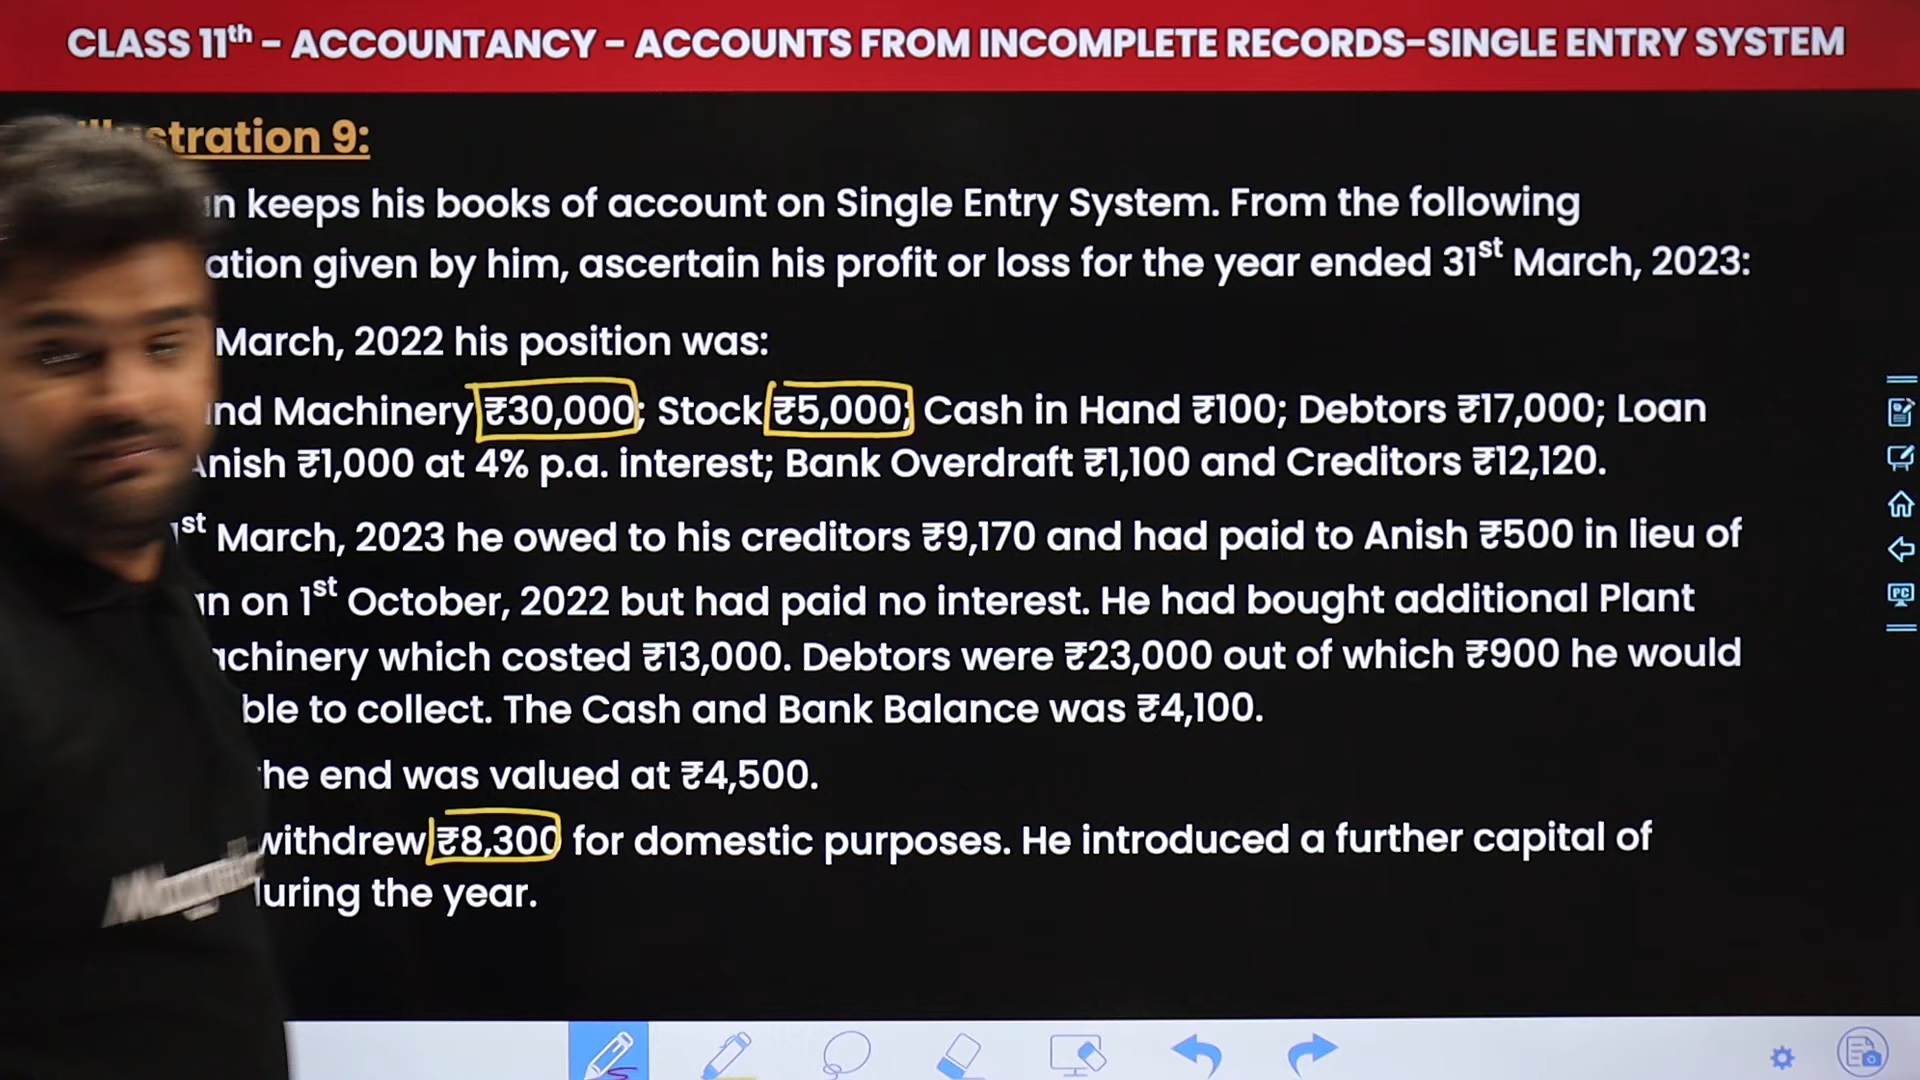 CLASS 11th – ACCOUNTANCY – ACCOUNTS FROM INCOMPLETE RECORDS-SINGLE ENTRY SYSTEM
stration 9:
n keeps his books of account on Single Entry System. From the following
ation given by him, ascertain his profit or loss for the year ended 31st March, 2023:
March, 2022 his position was:
nd Machinery ₹30,000; Stock ₹5,000; Cash in Hand ₹100; Debtors ₹17,000; Loan
Anish ₹1,000 at 4% p.a. interest; Bank Overdraft ₹1,100 and Creditors ₹12,120.
st March, 2023 he owed to his creditors ₹9,170 and had paid to Anish ₹500 in lieu of
an on 1st October, 2022 but had paid no interest. He had bought additional Plant
achinery which costed ₹13,000. Debtors were ₹23,000 out of which ₹900 he would
ble to collect. The Cash and Bank Balance was ₹4,100.
the end was valued at ₹4,500.
withdrew ₹8,300 for domestic purposes. He introduced a further capital of
during the year.
PC